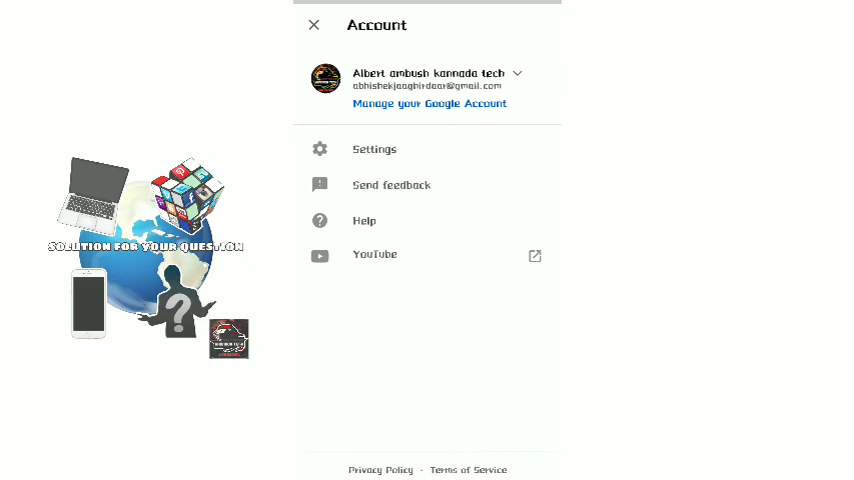 Account
Albert ambush kannada tech
abhishekjaaghirdaar@gmail.com
Manage your Google Account
Settings
Send feedback
Help
YouTube
SOLUTION FOR YOUR QUESTION
Privacy Policy · Terms of Service